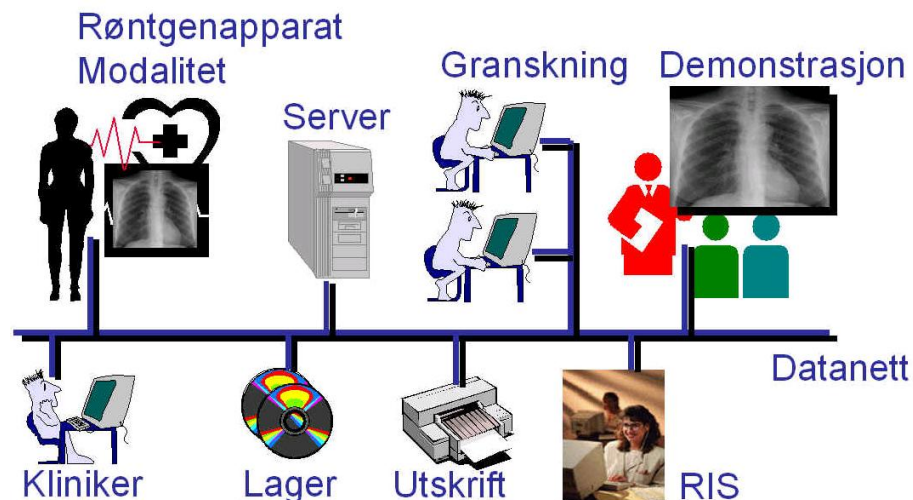 Røntgenapparat
Modalitet
Server
Granskning
Demonstrasjon
Datanett
Kliniker
Lager
Utskrift
RIS